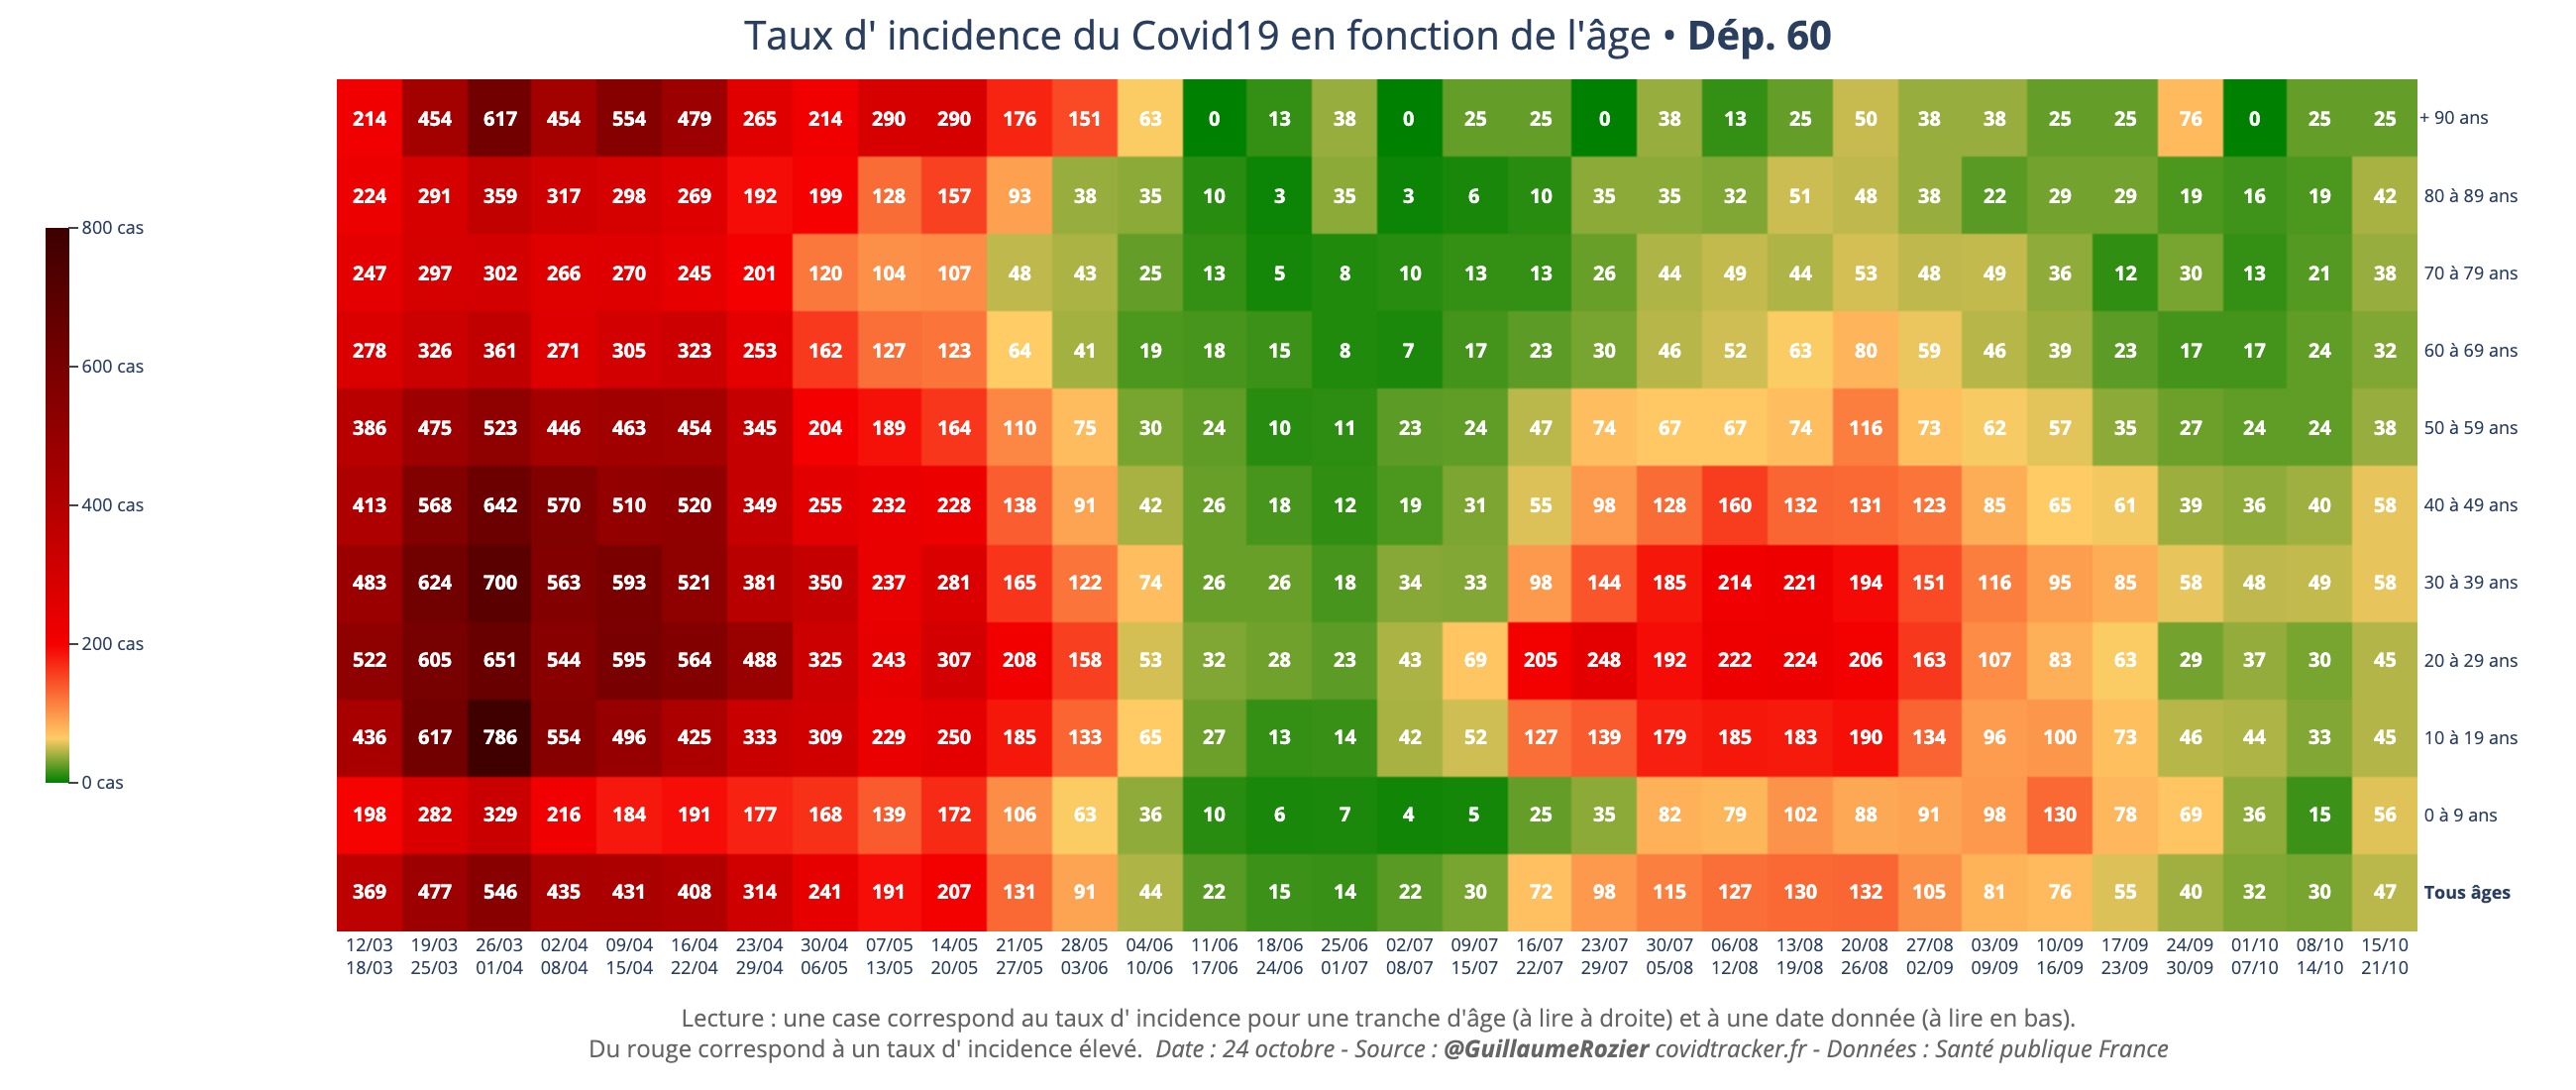 Taux d' incidence du Covid19 en fonction de l'âge • Dép. 60
800 cas
600 cas
400 cas
200 cas
0 cas
214 454 617 454 554 479 265 214 290 290 176 151 63 0 13 38 0 25 25 0 38 13 25 50 38 38 25 25 76 0 25 25 + 90 ans
224 291 359 317 298 269 192 199 128 157 93 38 35 10 3 35 3 6 10 35 35 32 51 48 38 22 29 29 19 16 19 42 80 à 89 ans
247 297 302 266 270 245 201 120 104 107 48 43 25 13 5 8 10 13 13 26 44 49 44 53 48 49 36 12 30 13 21 38 70 à 79 ans
278 326 361 271 305 323 253 162 127 123 64 41 19 18 15 8 7 17 23 30 46 52 63 80 59 46 39 23 17 17 24 32 60 à 69 ans
386 475 523 446 463 454 345 204 189 164 110 75 30 24 10 11 23 24 47 74 67 67 74 116 73 62 57 35 27 24 24 38 50 à 59 ans
413 568 642 570 510 520 349 255 232 228 138 91 42 26 18 12 19 31 55 98 128 160 132 131 123 85 65 61 39 36 40 58 40 à 49 ans
483 624 700 563 593 521 381 350 237 281 165 122 74 26 26 18 34 33 98 144 185 214 221 194 151 116 95 85 58 48 49 58 30 à 39 ans
522 605 651 544 595 564 488 325 243 307 208 158 53 32 28 23 43 69 205 248 192 222 224 206 163 107 83 63 29 37 30 45 20 à 29 ans
436 617 786 554 496 425 333 309 229 250 185 133 65 27 13 14 42 52 127 139 179 185 183 190 134 96 100 73 46 44 33 45 10 à 19 ans
198 282 329 216 184 191 177 168 139 172 106 63 36 10 6 7 4 5 25 35 82 79 102 88 91 98 130 78 69 36 15 56 0 à 9 ans
369 477 546 435 431 408 314 241 191 207 131 91 44 22 15 14 22 30 72 98 115 127 130 132 105 81 76 55 40 32 30 47 Tous âges
12/03 19/03 26/03 02/04 09/04 16/04 23/04 30/04 07/05 14/05 21/05 28/05 04/06 11/06 18/06 25/06 02/07 09/07 16/07 23/07 30/07 06/08 13/08 20/08 27/08 03/09 10/09 17/09 24/09 01/10 08/10 15/10
18/03 25/03 01/04 08/04 15/04 22/04 29/04 06/05 13/05 20/05 27/05 03/06 10/06 17/06 24/06 01/07 08/07 15/07 22/07 29/07 05/08 12/08 19/08 26/08 02/09 09/09 16/09 23/09 30/09 07/10 14/10 21/10
Lecture : une case correspond au taux d' incidence pour une tranche d'âge (à lire à droite) et à une date donnée (à lire en bas).
Du rouge correspond à un taux d' incidence élevé. Date : 24 octobre - Source : @GuillaumeRozier covidtracker.fr - Données : Santé publique France